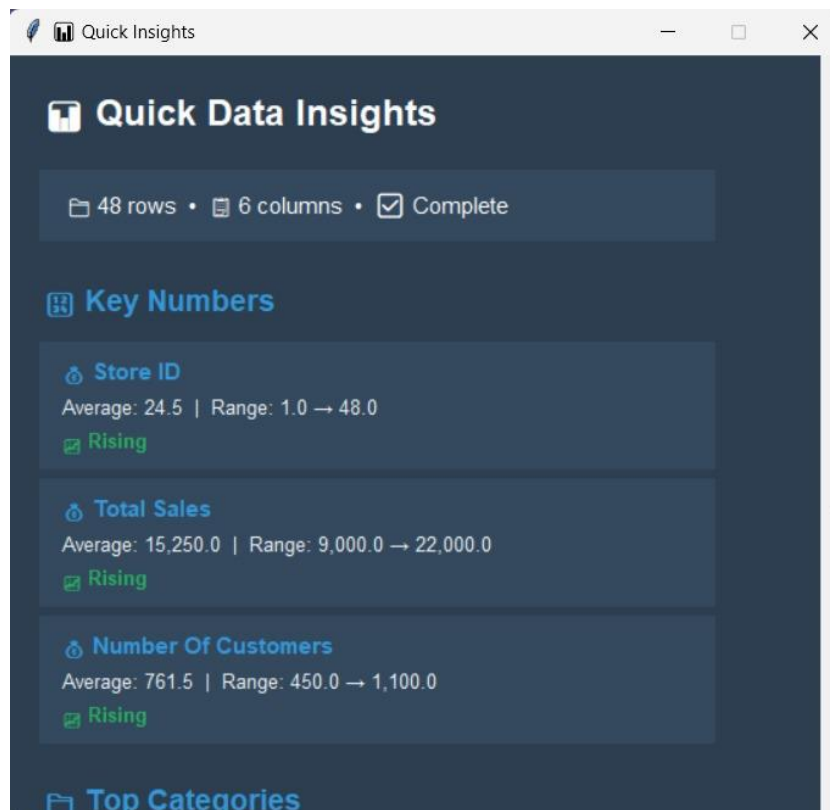 Quick Insights
Quick Data Insights
48 rows • 6 columns • Complete
Key Numbers
Store ID
Average: 24.5 | Range: 1.0 → 48.0
Rising
Total Sales
Average: 15,250.0 | Range: 9,000.0 → 22,000.0
Rising
Number Of Customers
Average: 761.5 | Range: 450.0 → 1,100.0
Rising
Top Categories